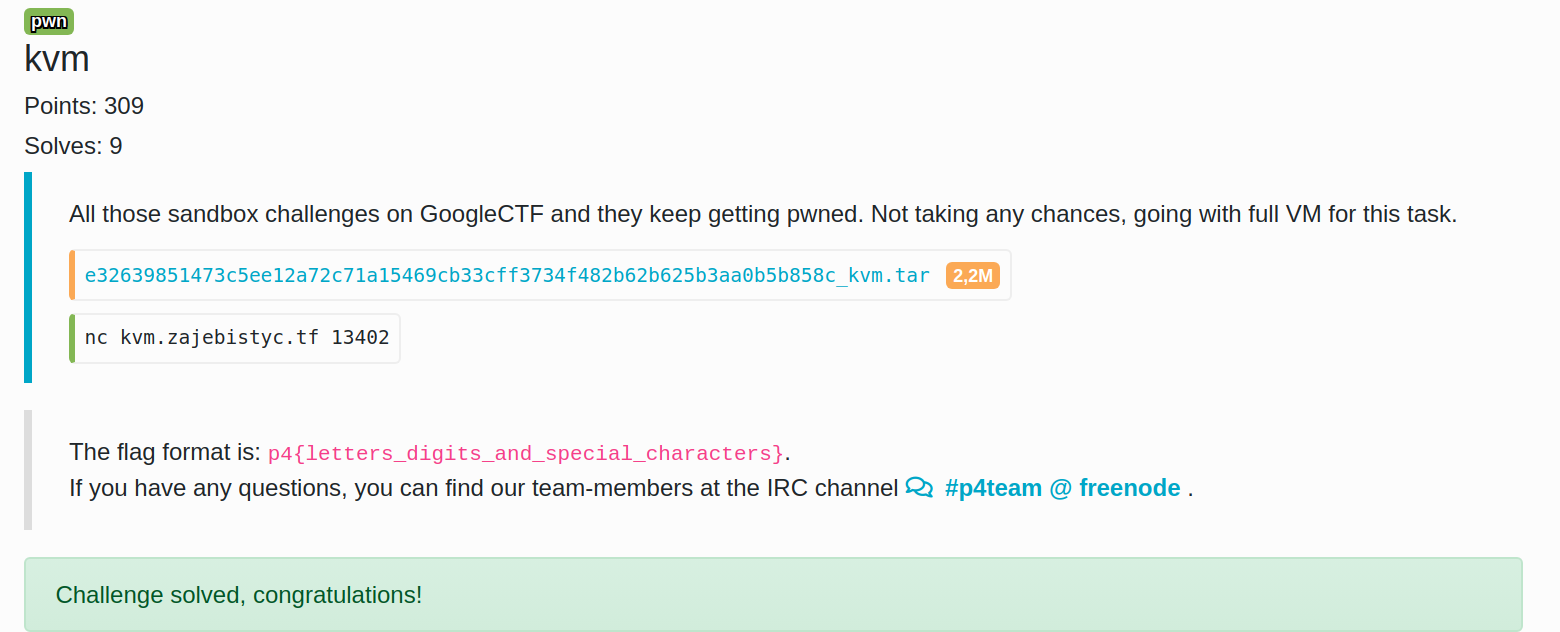 pwn
kvm
Points: 309
Solves: 9
All those sandbox challenges on GoogleCTF and they keep getting pwned. Not taking any chances, going with full VM for this task.
e32639851473c5ee12a72c71a15469cb33cff3734f482b62b625b3aa0b5b858c_kvm.tar 2,2M
nc kvm.zajebistyc.tf 13402
The flag format is: p4{letters_digits_and_special_characters}.
If you have any questions, you can find our team-members at the IRC channel #p4team @ freenode .
Challenge solved, congratulations!